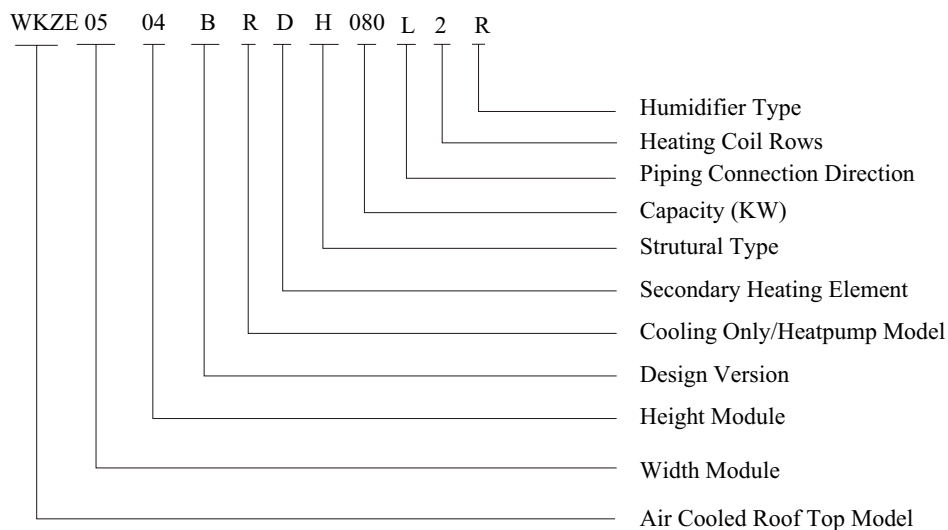 WKZE 05 04 B R D H 080 L 2 R
Humidifier Type
Heating Coil Rows
Piping Connection Direction
Capacity (KW)
Strutural Type
Secondary Heating Element
Cooling Only/Heatpump Model
Design Version
Height Module
Width Module
Air Cooled Roof Top Model